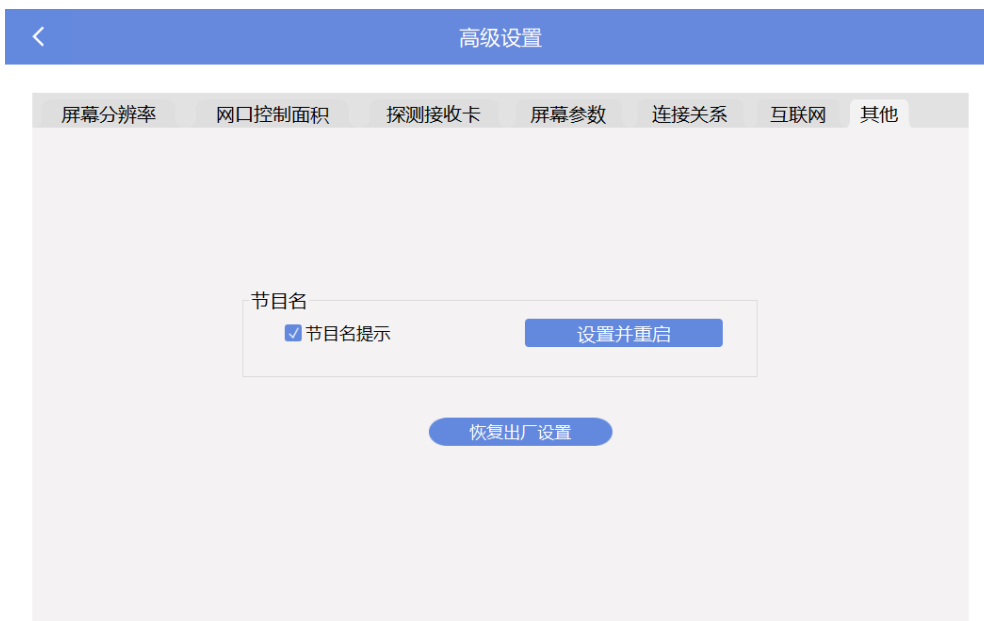 高级设置
屏幕分辨率 网口控制面积 探测接收卡 屏幕参数 连接关系 互联网 其他
节目名
节目名提示 设置并重启
恢复出厂设置